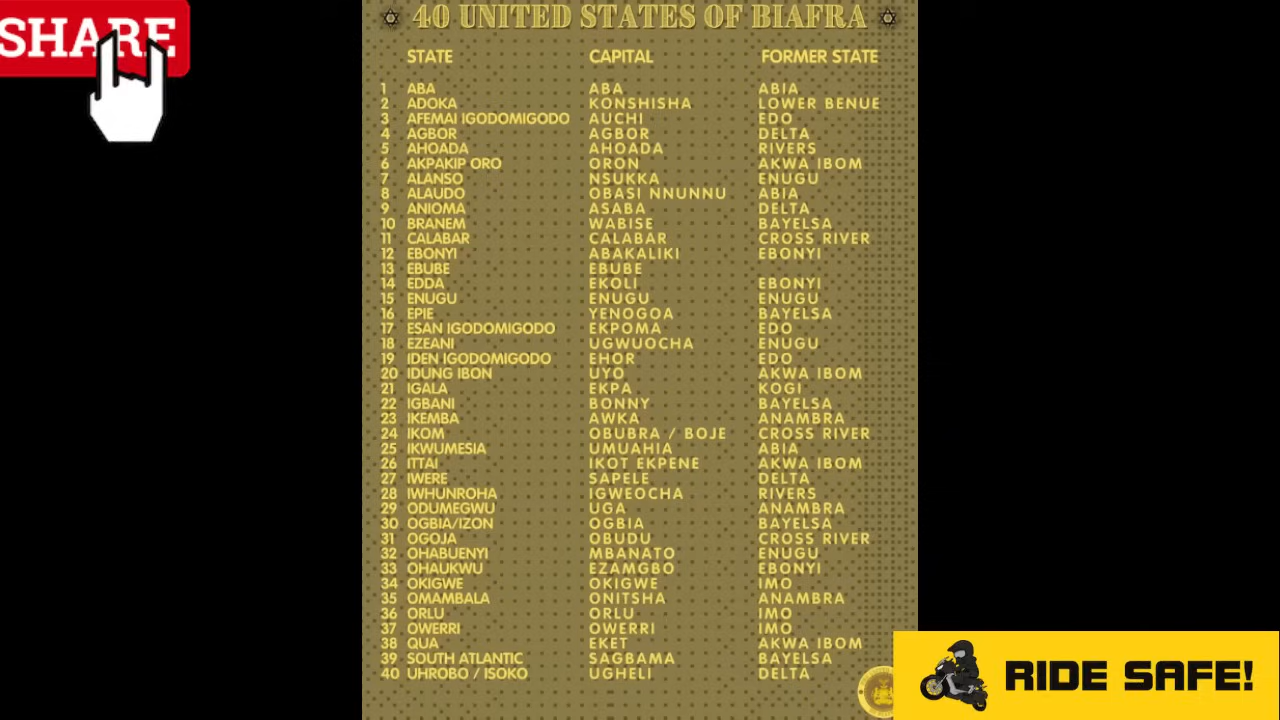 SHARE
40 UNITED STATES OF BIAFRA
STATE CAPITAL FORMER STATE
1 ABA ABA ABIA
2 ADOKA KONSHISHA LOWER BENUE
3 AFEMAI IGODOMIGODO AUCHI EDO
4 AGBOR AGBOR DELTA
5 AHOADA AHOADA RIVERS
6 AKPAKIP ORO ORON AKWA IBOM
7 ALANSO NSUKKA ENUGU
8 ALAUDO OBASI NNUNNU ABIA
9 ANIOMA ASABA DELTA
10 BRANEM WABISE BAYELSA
11 CALABAR CALABAR CROSS RIVER
12 EBONYI ABAKALIKI EBONYI
13 EBUBE EBUBE
14 EDDA EKOLI EBONYI
15 ENUGU ENUGU ENUGU
16 EPIE YENOGOA BAYELSA
17 ESAN IGODOMIGODO EKPOMA EDO
18 EZEANI UGWUOCHA ENUGU
19 IDEN IGODOMIGODO EHOR EDO
20 IDUNG IBON UYO AKWA IBOM
21 IGALA EKPA KOGI
22 IGBANI BONNY BAYELSA
23 IKEMBA AWKA ANAMBRA
24 IKOM OBUBRA / BOJE CROSS RIVER
25 IKWUMESIA UMUAHIA ABIA
26 ITTAI IKOT EKPENE AKWA IBOM
27 IWERE SAPELE DELTA
28 IWHUNROHA IGWEOCHA RIVERS
29 ODUMEGWU UGA ANAMBRA
30 OGBIA/IZON OGBIA BAYELSA
31 OGOJA OBUDU CROSS RIVER
32 OHABUENYI MBANATO ENUGU
33 OHAUKWU EZAMGBO EBONYI
34 OKIGWE OKIGWE IMO
35 OMAMBALA ONITSHA ANAMBRA
36 ORLU ORLU IMO
37 OWERRI OWERRI IMO
38 QUA EKET AKWA IBOM
39 SOUTH ATLANTIC SAGBAMA BAYELSA
40 UHROBO / ISOKO UGHELI DELTA
RIDE SAFE!